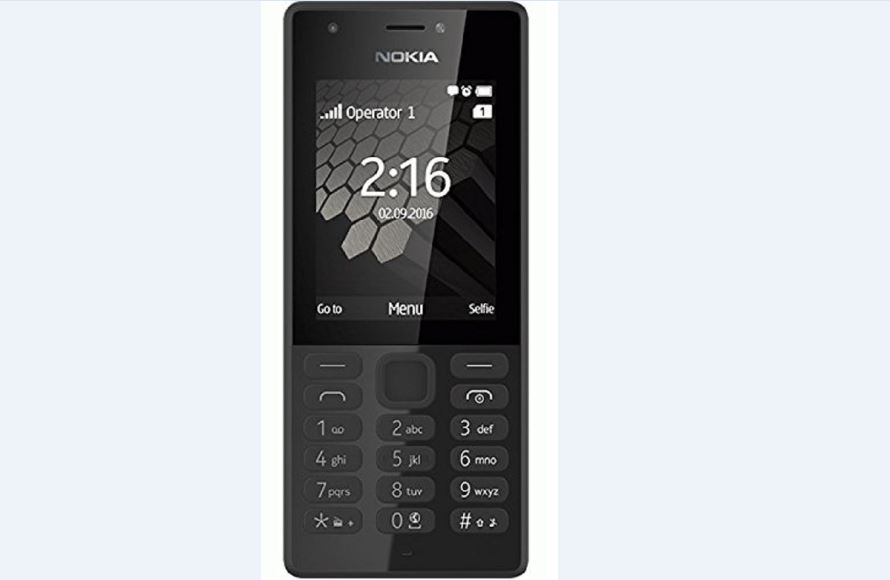 NOKIA
Operator 1
1
2:16
02.09.2016
Go to Menu Selfie
1 2 abc 3 def
4 ghi 5 jkl 6 mno
7 pqrs 8 tuv 9 wxyz
* + 0 #